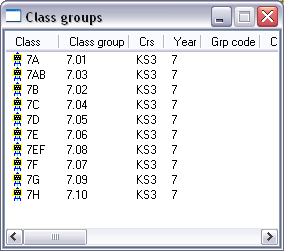 Class groups
Class Class group Crs Year Grp code C
7A 7.01 KS3 7
7AB 7.03 KS3 7
7B 7.02 KS3 7
7C 7.04 KS3 7
7D 7.05 KS3 7
7E 7.06 KS3 7
7EF 7.08 KS3 7
7F 7.07 KS3 7
7G 7.09 KS3 7
7H 7.10 KS3 7